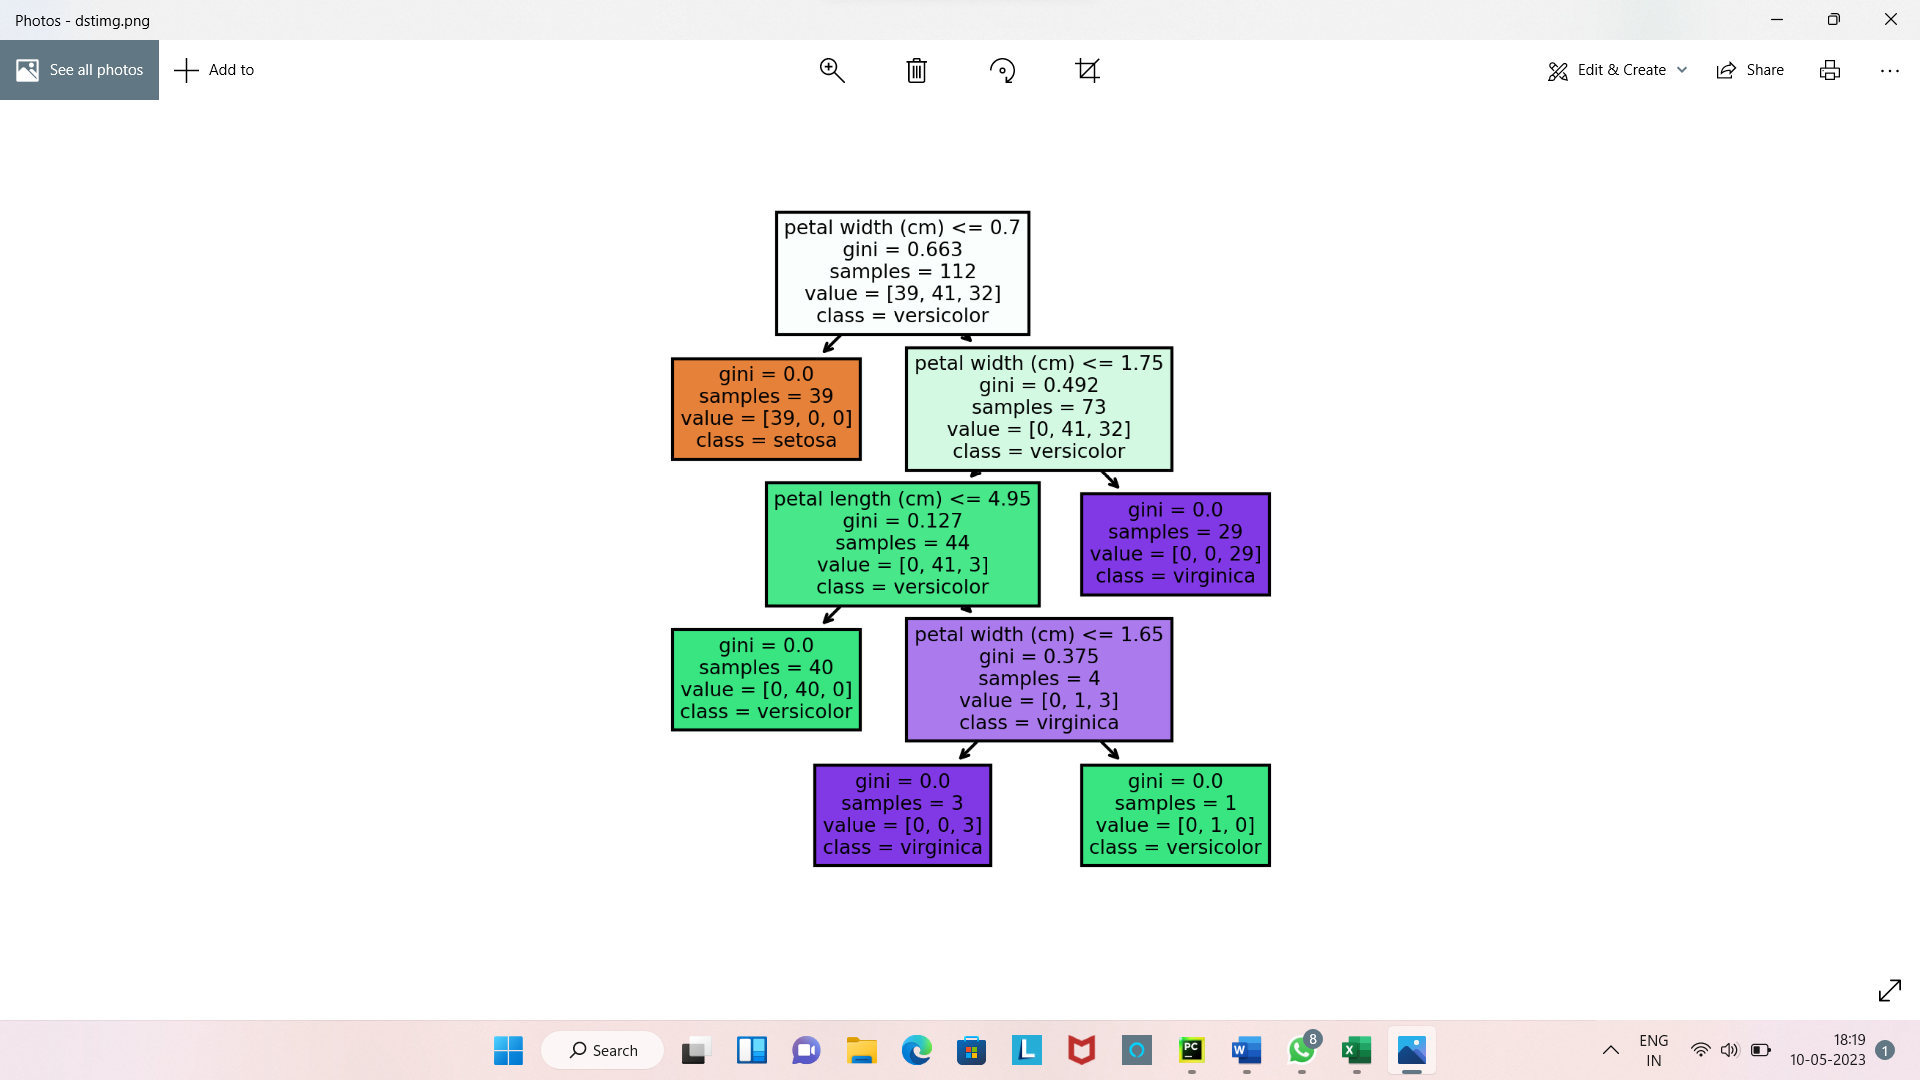 Photos - dstimg.png
See all photos
Add to
Edit & Create
Share
petal width (cm) <= 0.7
gini = 0.663
samples = 112
value = [39, 41, 32]
class = versicolor
gini = 0.0
samples = 39
value = [39, 0, 0]
class = setosa
petal width (cm) <= 1.75
gini = 0.492
samples = 73
value = [0, 41, 32]
class = versicolor
petal length (cm) <= 4.95
gini = 0.127
samples = 44
value = [0, 41, 3]
class = versicolor
gini = 0.0
samples = 29
value = [0, 0, 29]
class = virginica
gini = 0.0
samples = 40
value = [0, 40, 0]
class = versicolor
petal width (cm) <= 1.65
gini = 0.375
samples = 4
value = [0, 1, 3]
class = virginica
gini = 0.0
samples = 3
value = [0, 0, 3]
class = virginica
gini = 0.0
samples = 1
value = [0, 1, 0]
class = versicolor
Search
L
PC
W
8
X
ENG
IN
18:19
10-05-2023
1